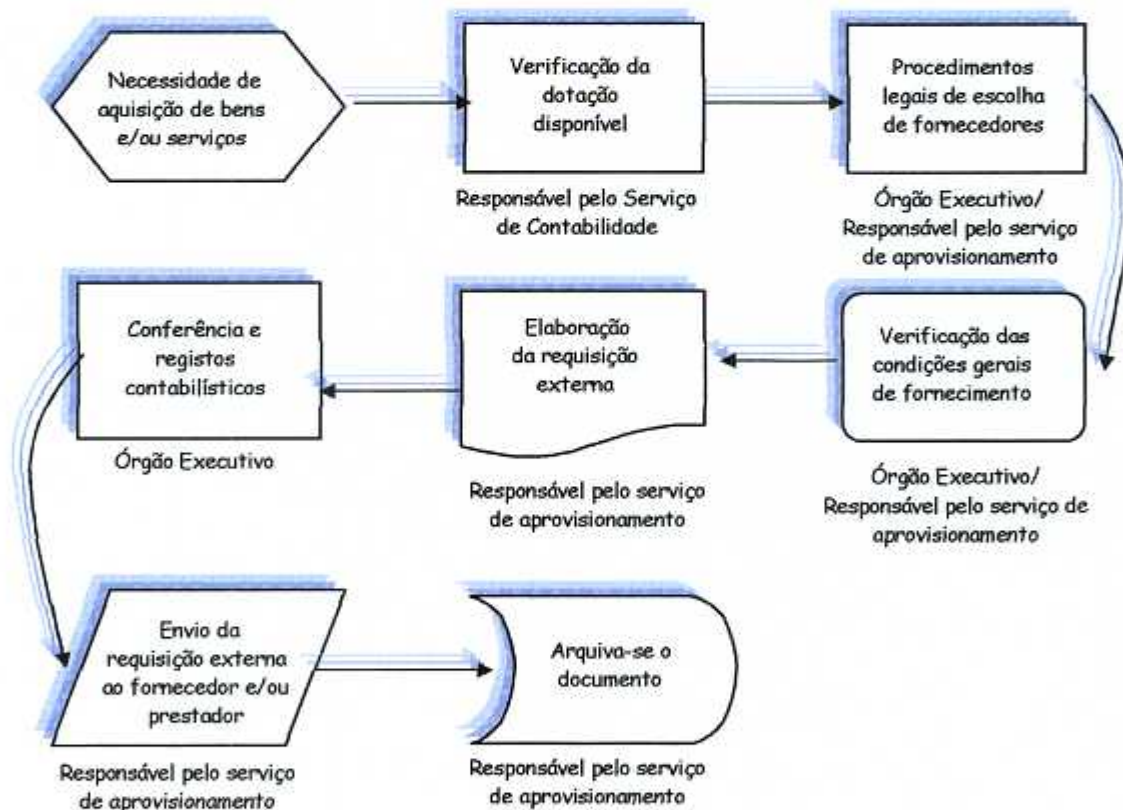 Necessidade de
aquisição de bens
e/ou serviços
Verificação da
dotação
disponível
Responsável pelo Serviço
de Contabilidade
Procedimentos
legais de escolha
de fornecedores
Órgão Executivo/
Responsável pelo serviço
de aprovisionamento
Verificação das
condições gerais
de fornecimento
Órgão Executivo/
Responsável pelo serviço de
aprovisionamento
Elaboração
da requisição
externa
Responsável pelo serviço
de aprovisionamento
Conferência e
registos
contabilísticos
Órgão Executivo
Envio da
requisição externa
ao fornecedor e/ou
prestador
Responsável pelo serviço
de aprovisionamento
Arquiva-se o
documento
Responsável pelo serviço
de aprovisionamento